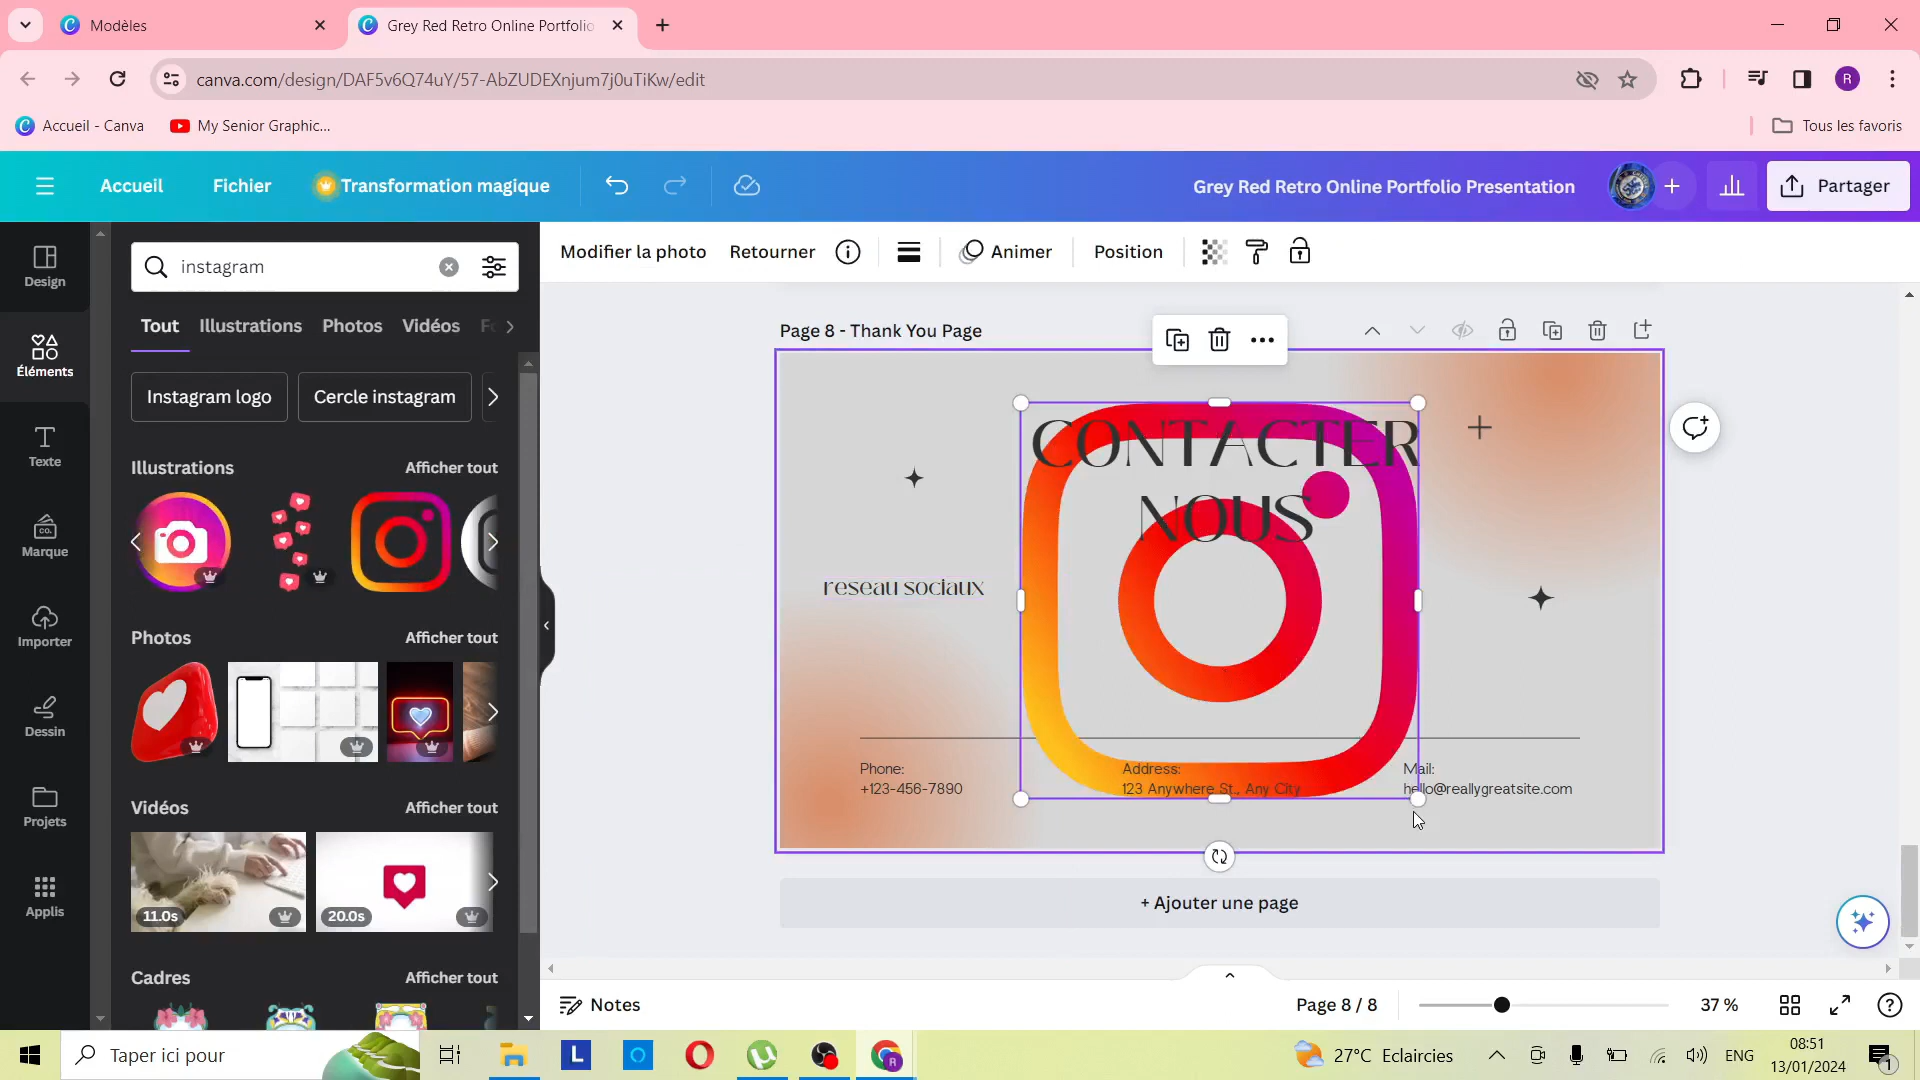 Modèles
Grey Red Retro Online Portfolio
canva.com/design/DAF5v6Q74uY/57-AbZUDEXnjum7j0uTiKw/edit
R
Accueil - Canva
My Senior Graphic...
Tous les favoris
Accueil
Fichier
Transformation magique
Grey Red Retro Online Portfolio Presentation
Partager
Design
Éléments
Texte
Marque
Importer
Dessin
Projets
Applis
instagram
Tout
Illustrations
Photos
Vidéos
Instagram logo
Cercle instagram
Illustrations
Afficher tout
Photos
Afficher tout
Vidéos
Afficher tout
11.0s
20.0s
Cadres
Afficher tout
Modifier la photo
Retourner
Animer
Position
Page 8 - Thank You Page
CONTACTER
NOUS
reseau sociaux
Phone:
+123-456-7890
Address:
123 Anywhere St., Any City
Mail:
hello@reallygreatsite.com
+ Ajouter une page
Notes
Page 8 / 8
37 %
Taper ici pour
27°C Eclaircies
ENG
08:51
13/01/2024
1